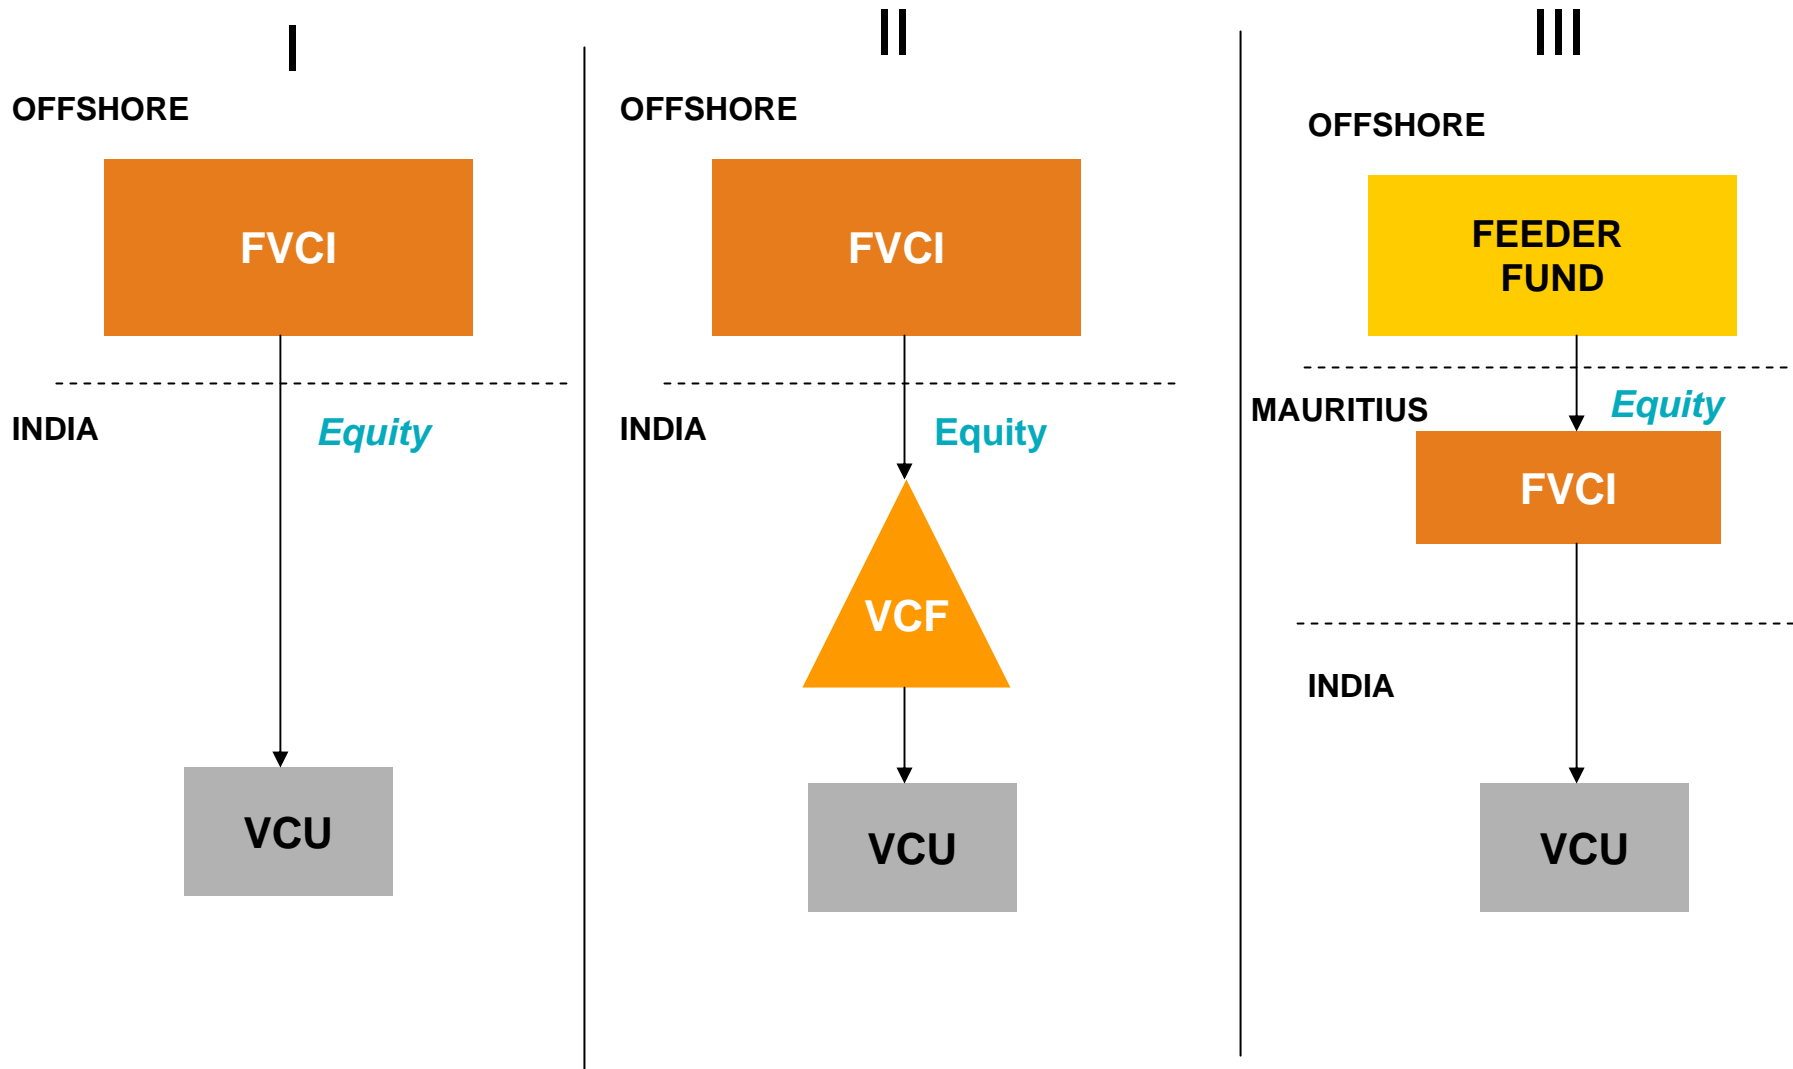 I
OFFSHORE
FVCI
INDIA
Equity
VCU
II
OFFSHORE
FVCI
INDIA
Equity
VCF
VCU
III
OFFSHORE
FEEDER
FUND
MAURITIUS
Equity
FVCI
INDIA
VCU